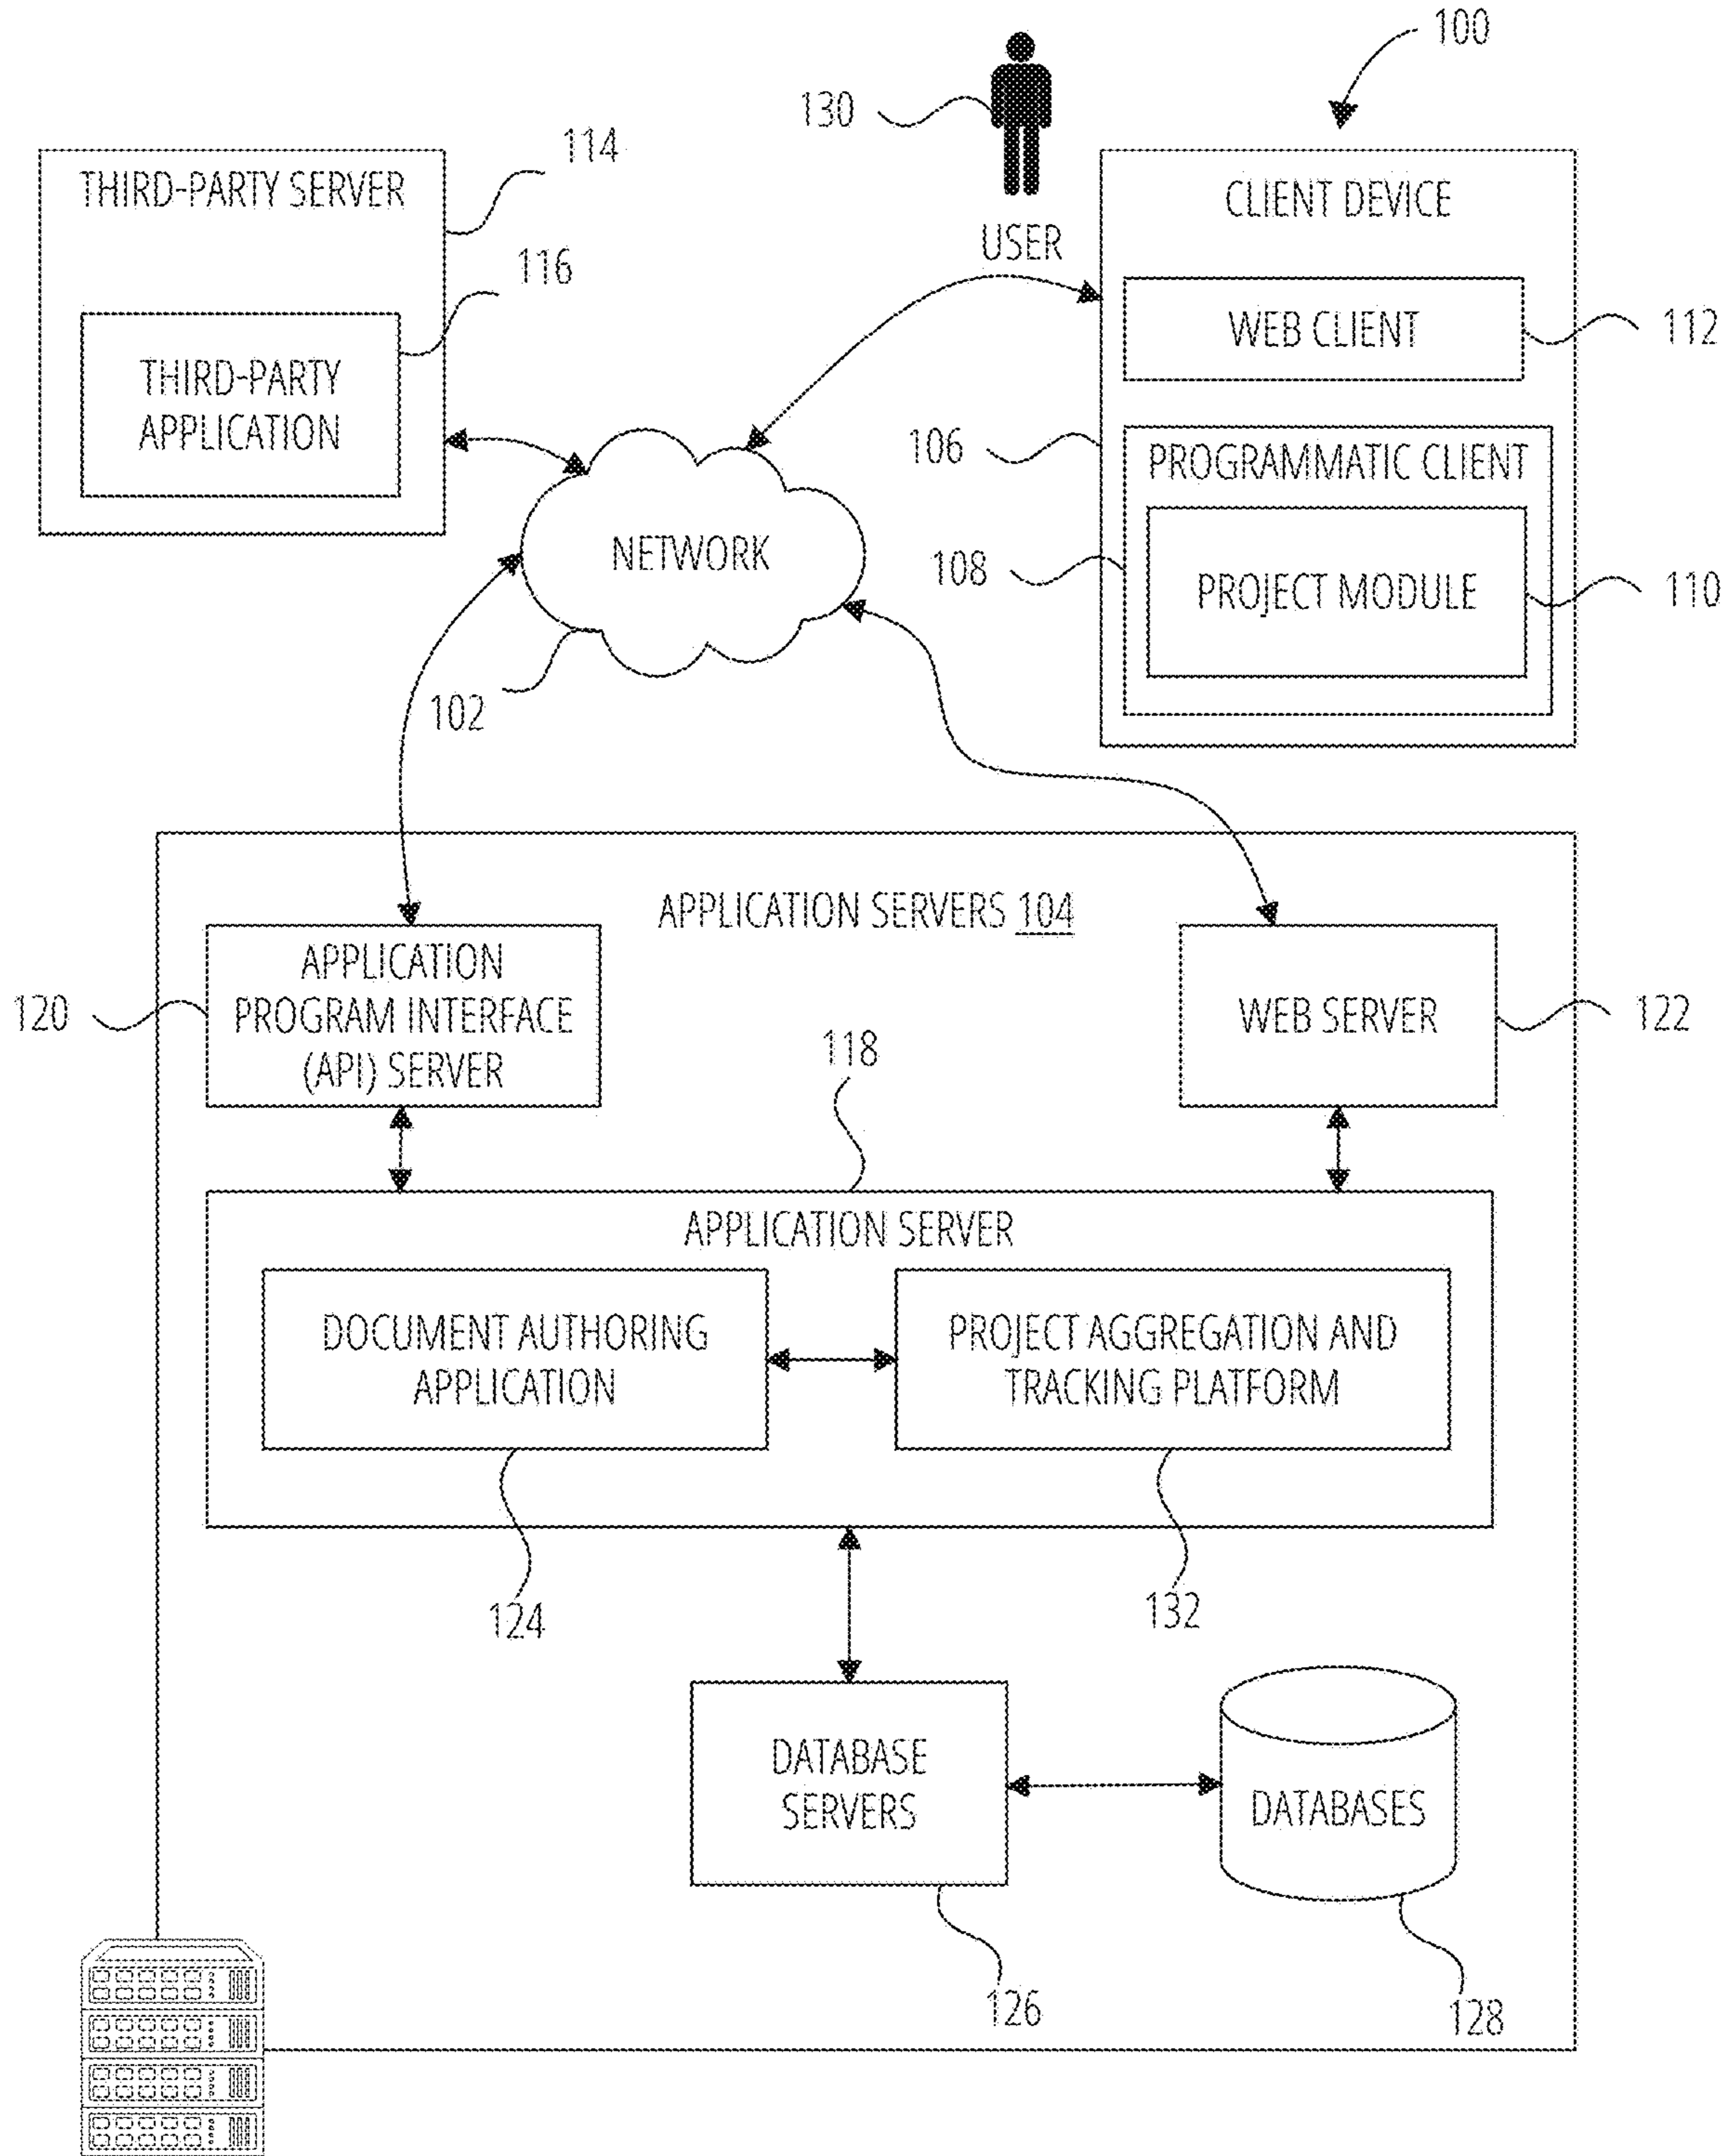 100
130
114
THIRD-PARTY SERVER
CLIENT DEVICE
USER
116
WEB CLIENT
112
THIRD-PARTY
APPLICATION
106
PROGRAMMATIC CLIENT
NETWORK
108
PROJECT MODULE
110
102
APPLICATION SERVERS 104
APPLICATION
PROGRAM INTERFACE
(API) SERVER
120
WEB SERVER
122
118
APPLICATION SERVER
DOCUMENT AUTHORING
APPLICATION
PROJECT AGGREGATION AND
TRACKING PLATFORM
124
132
DATABASE
SERVERS
DATABASES
126
128